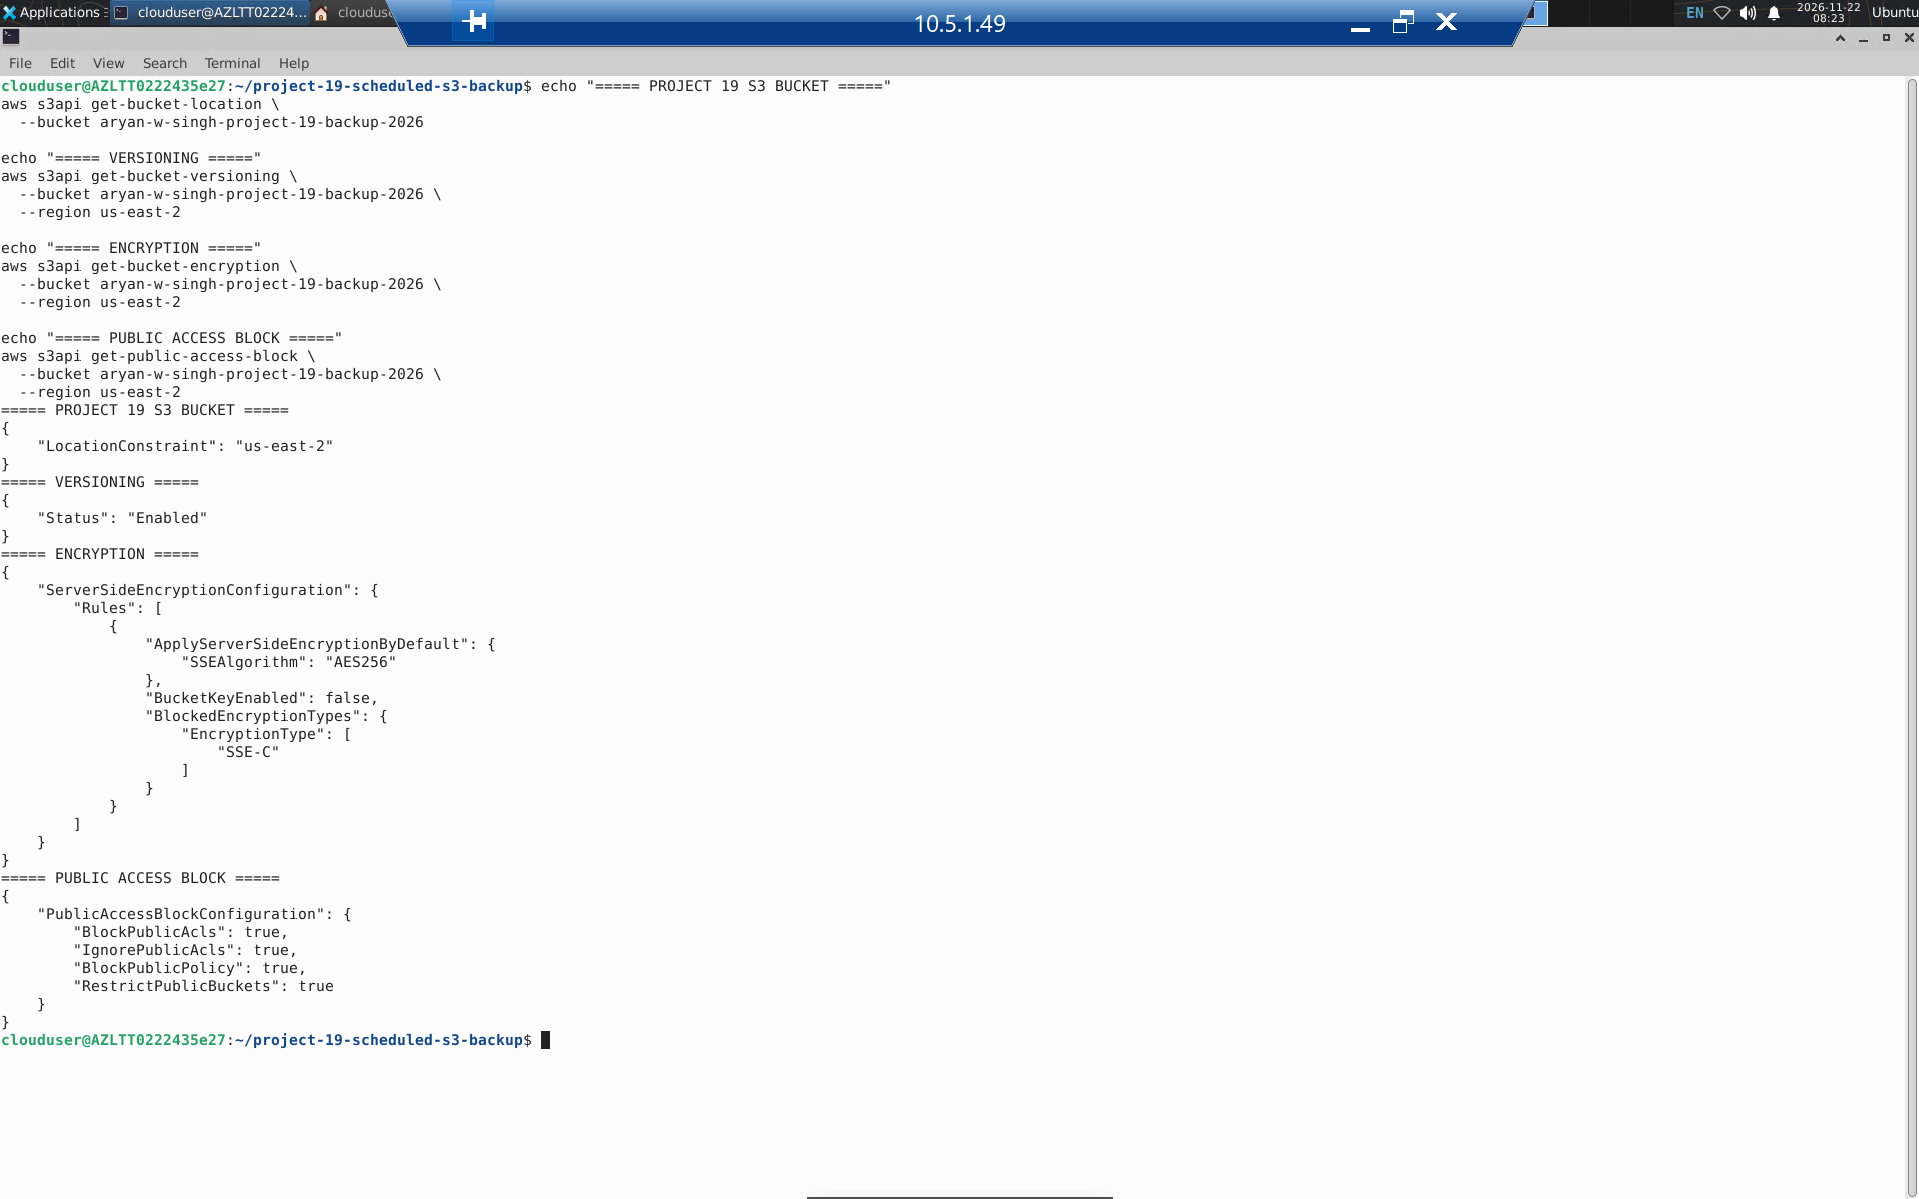 Applications
clouduser@AZLTT02224...
clouduse
10.5.1.49
EN
2026-11-22
08:23
Ubuntu
File Edit View Search Terminal Help
clouduser@AZLTT0222435e27:~/project-19-scheduled-s3-backup$ echo "===== PROJECT 19 S3 BUCKET ====="
aws s3api get-bucket-location \
  --bucket aryan-w-singh-project-19-backup-2026

echo "===== VERSIONING ====="
aws s3api get-bucket-versioning \
  --bucket aryan-w-singh-project-19-backup-2026 \
  --region us-east-2

echo "===== ENCRYPTION ====="
aws s3api get-bucket-encryption \
  --bucket aryan-w-singh-project-19-backup-2026 \
  --region us-east-2

echo "===== PUBLIC ACCESS BLOCK ====="
aws s3api get-public-access-block \
  --bucket aryan-w-singh-project-19-backup-2026 \
  --region us-east-2
===== PROJECT 19 S3 BUCKET =====
{
    "LocationConstraint": "us-east-2"
}
===== VERSIONING =====
{
    "Status": "Enabled"
}
===== ENCRYPTION =====
{
    "ServerSideEncryptionConfiguration": {
        "Rules": [
            {
                "ApplyServerSideEncryptionByDefault": {
                    "SSEAlgorithm": "AES256"
                },
                "BucketKeyEnabled": false,
                "BlockedEncryptionTypes": {
                    "EncryptionType": [
                        "SSE-C"
                    ]
                }
            }
        ]
    }
}
===== PUBLIC ACCESS BLOCK =====
{
    "PublicAccessBlockConfiguration": {
        "BlockPublicAcls": true,
        "IgnorePublicAcls": true,
        "BlockPublicPolicy": true,
        "RestrictPublicBuckets": true
    }
}
clouduser@AZLTT0222435e27:~/project-19-scheduled-s3-backup$